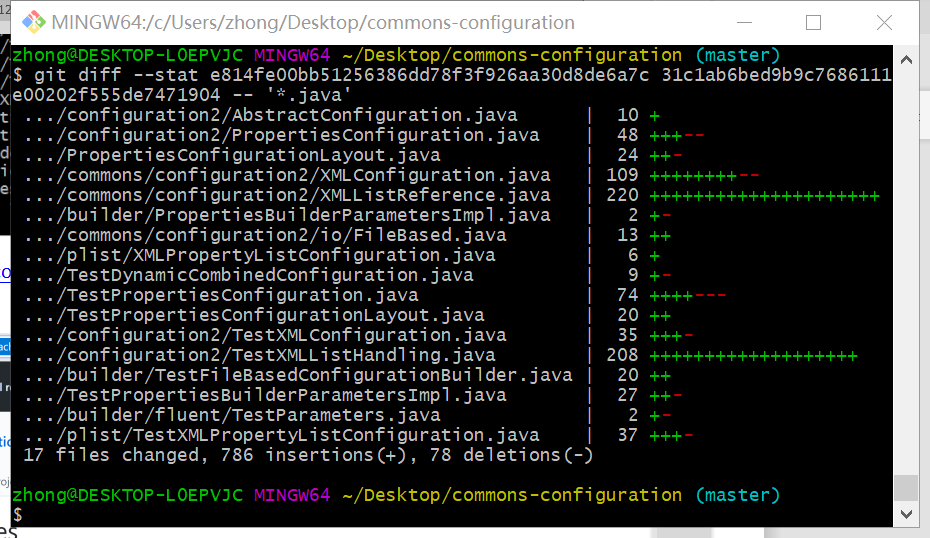 MINGW64:/c/Users/zhong/Desktop/commons-configuration
zhong@DESKTOP-LOEPVJC MINGW64 ~/Desktop/commons-configuration (master)
$ git diff --stat e814fe00bb51256386dd78f3f926aa30d8de6a7c 31c1ab6bed9b9c7686111
e00202f555de7471904 -- '*.java'
.../configuration2/AbstractConfiguration.java | 10 +
.../configuration2/PropertiesConfiguration.java | 48 +++--
.../PropertiesConfigurationLayout.java | 24 ++-
.../commons/configuration2/XMLConfiguration.java | 109 ++++++++--
.../commons/configuration2/XMLListReference.java | 220 +++++++++++++++++++++
.../builder/PropertiesBuilderParametersImpl.java | 2 +-
.../commons/configuration2/io/FileBased.java | 13 ++
.../plist/XMLPropertyListConfiguration.java | 6 +
.../TestDynamicCombinedConfiguration.java | 9 +-
.../TestPropertiesConfiguration.java | 74 ++++---
.../TestPropertiesConfigurationLayout.java | 20 ++
.../configuration2/TestXMLConfiguration.java | 35 +++-
.../configuration2/TestXMLListHandling.java | 208 +++++++++++++++++++
.../builder/TestFileBasedConfigurationBuilder.java | 20 ++
.../TestPropertiesBuilderParametersImpl.java | 27 ++-
.../builder/fluent/TestParameters.java | 2 +-
.../plist/TestXMLPropertyListConfiguration.java | 37 +++-
17 files changed, 786 insertions(+), 78 deletions(-)
zhong@DESKTOP-LOEPVJC MINGW64 ~/Desktop/commons-configuration (master)
$